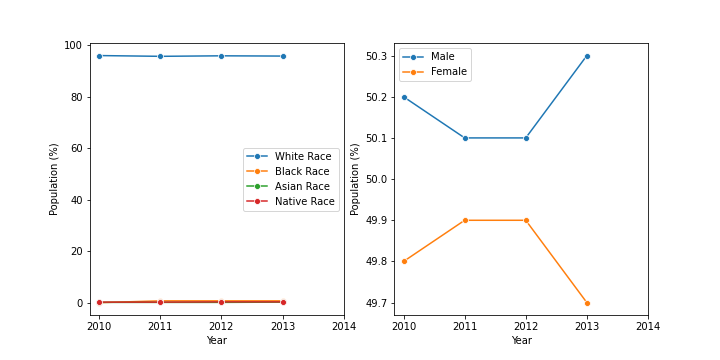 100
80
60
40
20
0
Population (%)
White Race
Black Race
Asian Race
Native Race
2010 2011 2012 2013 2014
Year
50.3
50.2
50.1
50.0
49.9
49.8
49.7
Population (%)
Male
Female
2010 2011 2012 2013 2014
Year